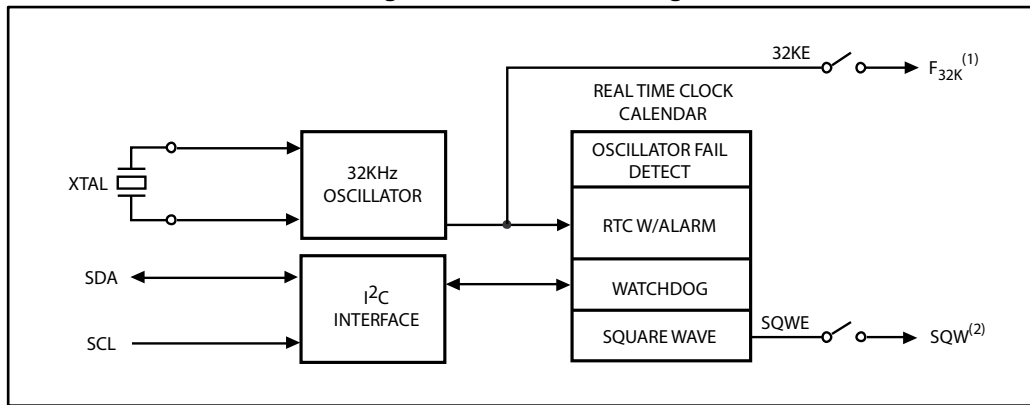 32KE
F32K(1)
REAL TIME CLOCK
CALENDAR
OSCILLATOR FAIL
DETECT
XTAL
32KHz
OSCILLATOR
RTC W/ALARM
SDA
I2C
INTERFACE
WATCHDOG
SCL
SQUARE WAVE
SQWE
SQW(2)